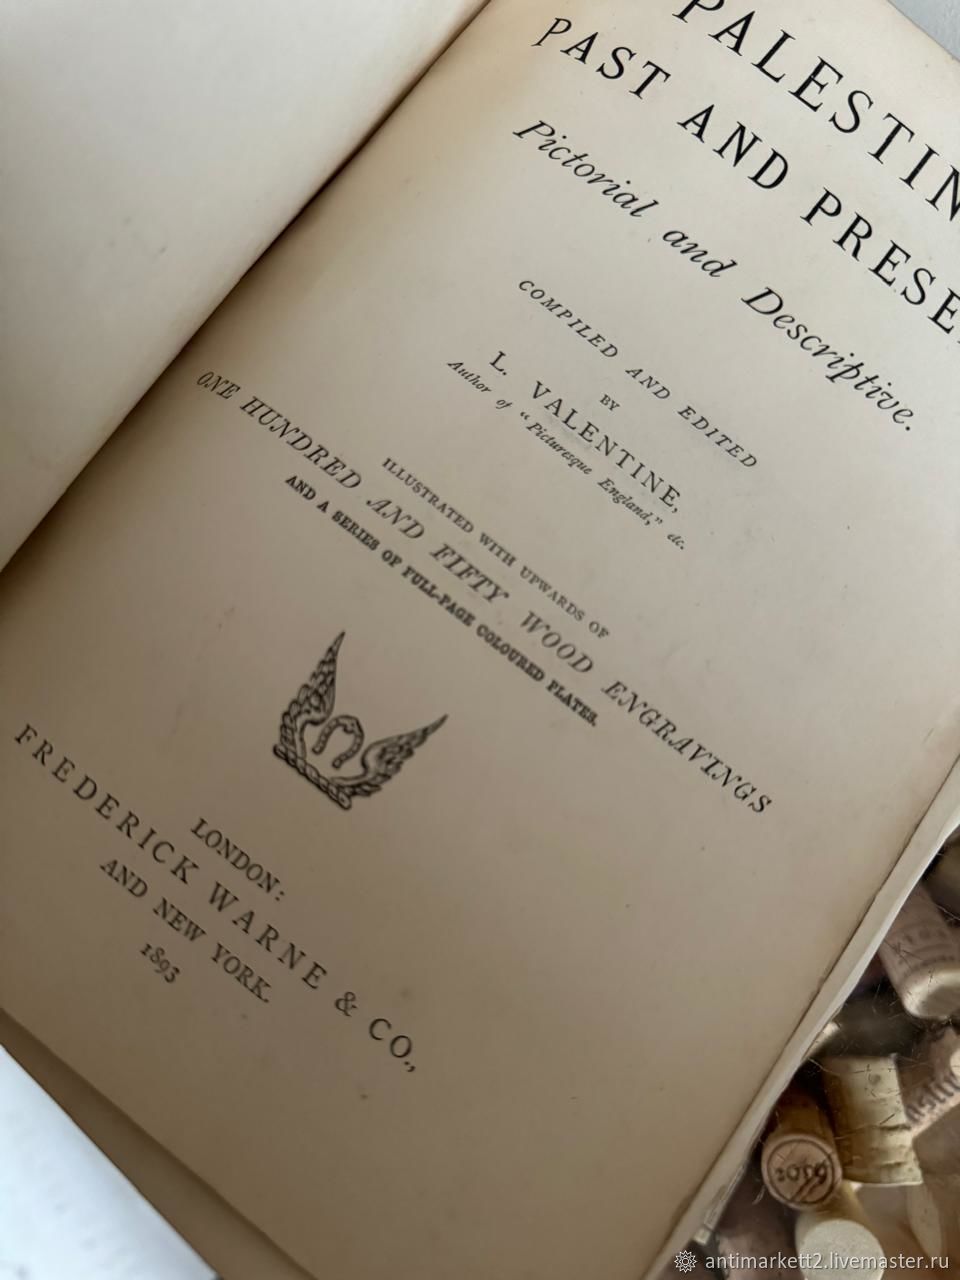 PALESTIN
PAST AND PRESE
Pictorial and Descriptive.
COMPILED AND EDITED
BY
L. VALENTINE,
Author of "Picturesque England," etc.
ILLUSTRATED WITH UPWARDS OF
ONE HUNDRED AND FIFTY WOOD ENGRAVINGS
AND A SERIES OF FULL-PAGE COLOURED PLATES.
LONDON:
FREDERICK WARNE & CO.,
AND NEW YORK.
1893
antimarkett2.livemaster.ru